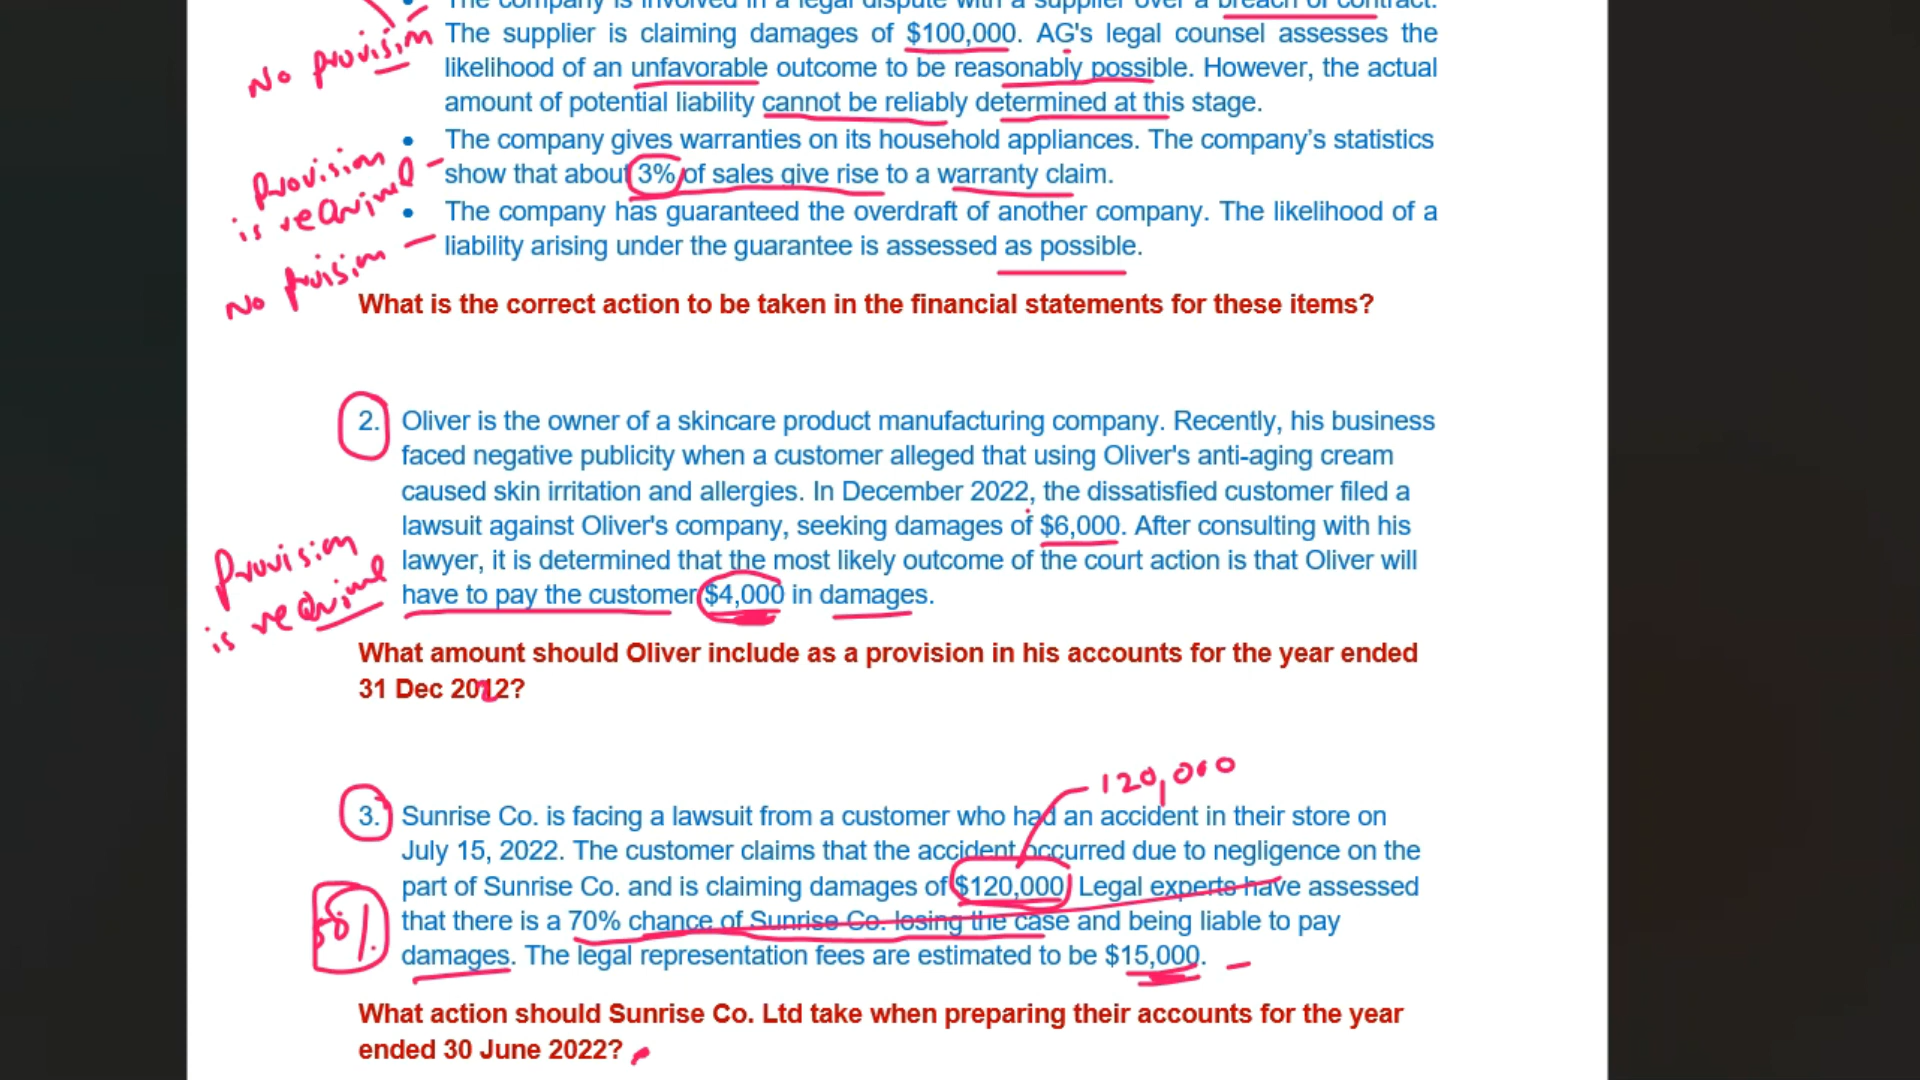 The company is involved in a legal dispute with a supplier over a breach of contract.
The supplier is claiming damages of $100,000. AG's legal counsel assesses the
No provision
likelihood of an unfavorable outcome to be reasonably possible. However, the actual
amount of potential liability cannot be reliably determined at this stage.
• The company gives warranties on its household appliances. The company's statistics
show that about 3% of sales give rise to a warranty claim.
Provision
is required
• The company has guaranteed the overdraft of another company. The likelihood of a
liability arising under the guarantee is assessed as possible.
No provision
What is the correct action to be taken in the financial statements for these items?
2. Oliver is the owner of a skincare product manufacturing company. Recently, his business
faced negative publicity when a customer alleged that using Oliver's anti-aging cream
caused skin irritation and allergies. In December 2022, the dissatisfied customer filed a
lawsuit against Oliver's company, seeking damages of $6,000. After consulting with his
lawyer, it is determined that the most likely outcome of the court action is that Oliver will
have to pay the customer $4,000 in damages.
Provision
is required
What amount should Oliver include as a provision in his accounts for the year ended
31 Dec 2022?
120,000
3. Sunrise Co. is facing a lawsuit from a customer who had an accident in their store on
July 15, 2022. The customer claims that the accident occurred due to negligence on the
part of Sunrise Co. and is claiming damages of $120,000. Legal experts have assessed
that there is a 70% chance of Sunrise Co. losing the case and being liable to pay
damages. The legal representation fees are estimated to be $15,000.
What action should Sunrise Co. Ltd take when preparing their accounts for the year
ended 30 June 2022?